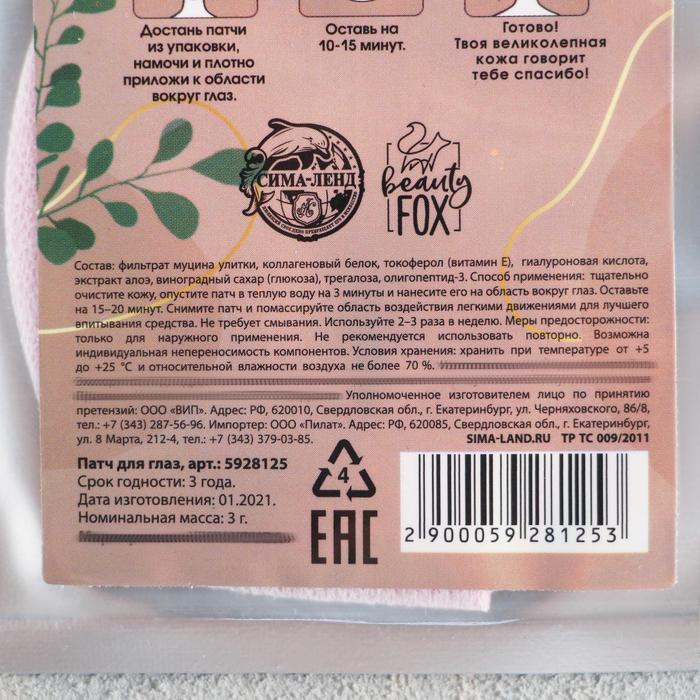 Достань патчи
из упаковки,
намочи и плотно
приложи к области
вокруг глаз.
Оставь на
10-15 минут.
Готово!
Твоя великолепная
кожа говорит
тебе спасибо!
СИМА-ЛЕНД
beauty
FOX
Состав: фильтрат муцина улитки, коллагеновый белок, токоферол (витамин Е), гиалуроновая кислота,
экстракт алоэ, виноградный сахар (глюкоза), трегалоза, олигопептид-3. Способ применения: тщательно
очистите кожу, опустите патч в теплую воду на 3 минуты и нанесите его на область вокруг глаз. Оставьте
на 15–20 минут. Снимите патч и помассируйте область воздействия легкими движениями для лучшего
впитывания средства. Не требует смывания. Используйте 2–3 раза в неделю. Меры предосторожности:
только для наружного применения. Не рекомендуется использовать повторно. Возможна
индивидуальная непереносимость компонентов. Условия хранения: хранить при температуре от +5
до +25 °С и относительной влажности воздуха не более 70 %.
Уполномоченное изготовителем лицо по принятию
претензий: ООО «ВИП». Адрес: РФ, 620010, Свердловская обл., г. Екатеринбург, ул. Черняховского, 86/8,
тел.: +7 (343) 287-56-96. Импортер: ООО «Пилат». Адрес: РФ, 620085, Свердловская обл., г. Екатеринбург,
ул. 8 Марта, 212-4, тел.: +7 (343) 379-03-85.
SIMA-LAND.RU ТР ТС 009/2011
Патч для глаз, арт.: 5928125
Срок годности: 3 года.
Дата изготовления: 01.2021.
Номинальная масса: 3 г.
4
EAC
2 900059 281253